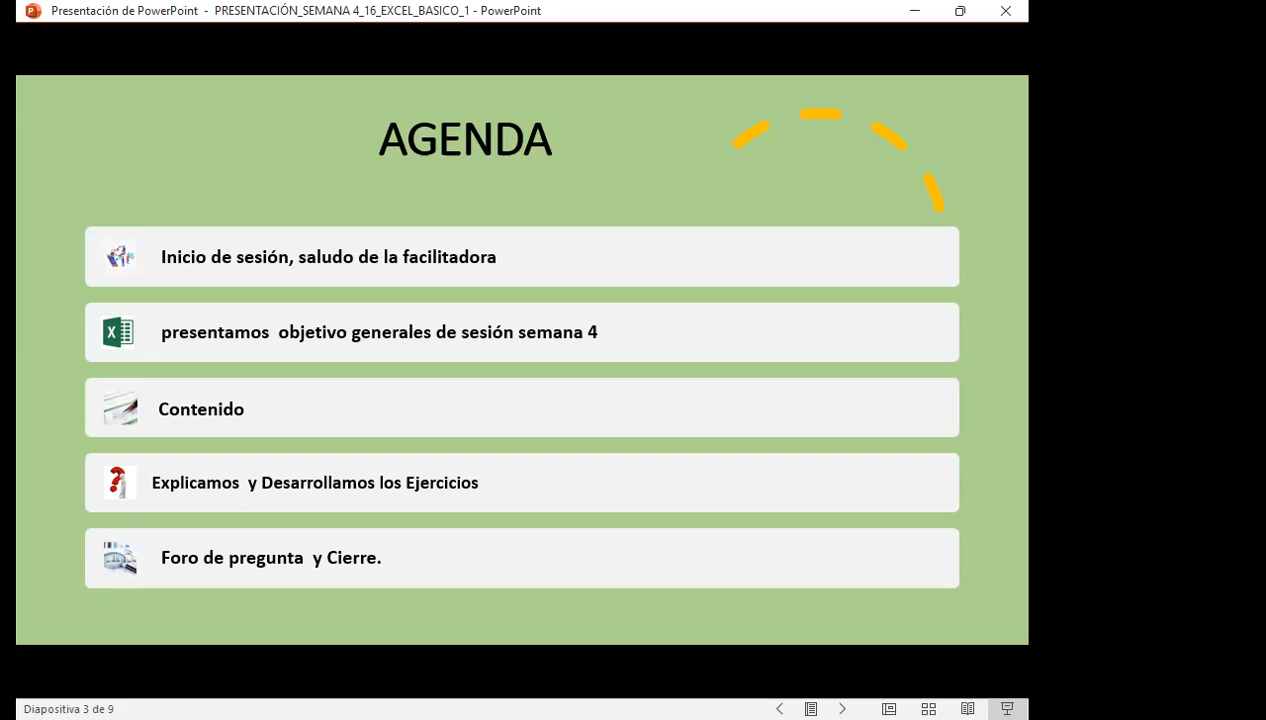 Presentación de PowerPoint - PRESENTACIÓN_SEMANA 4_16_EXCEL_BASICO_1 - PowerPoint
AGENDA
Inicio de sesión, saludo de la facilitadora
presentamos objetivo generales de sesión semana 4
Contenido
Explicamos y Desarrollamos los Ejercicios
Foro de pregunta y Cierre.
Diapositiva 3 de 9